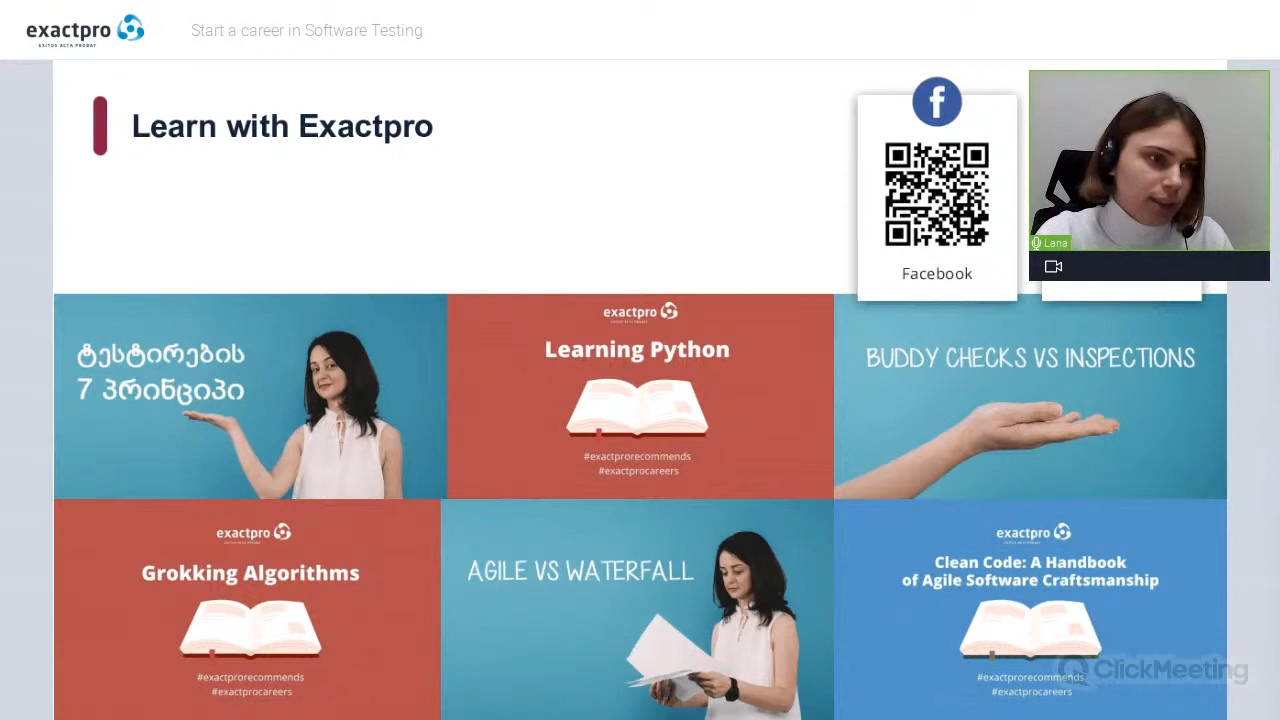 exactpro
EXITUS ACTA PROBAT
Start a career in Software Testing
Learn with Exactpro
Facebook
Lana
ტესტირების
7 პრინციპი
exactpro
Learning Python
#exactprorecommends
#exactprocareers
BUDDY CHECKS VS INSPECTIONS
exactpro
Grokking Algorithms
#exactprorecommends
#exactprocareers
AGILE VS WATERFALL
exactpro
Clean Code: A Handbook
of Agile Software Craftsmanship
#exactprorecommends
#exactprocareers
ClickMeeting